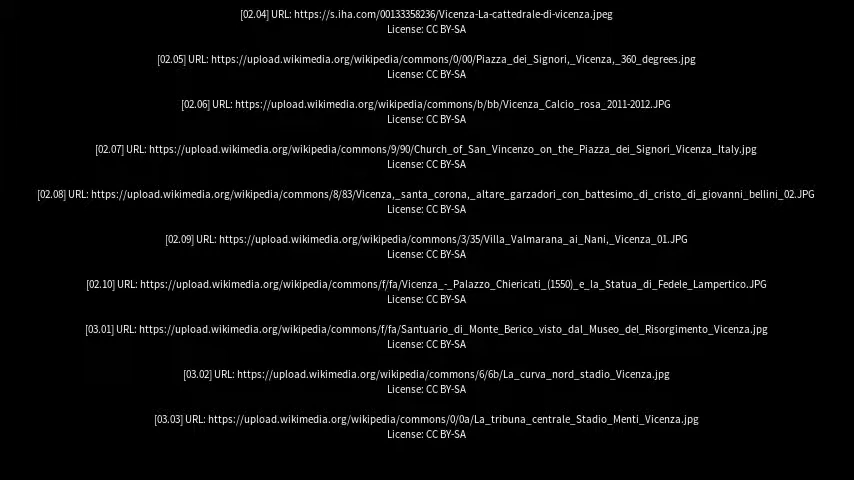 [02.04] URL: https://s.iha.com/00133358236/Vicenza-La-cattedrale-di-vicenza.jpeg
License: CC BY-SA
[02.05] URL: https://upload.wikimedia.org/wikipedia/commons/0/00/Piazza_dei_Signori,_Vicenza,_360_degrees.jpg
License: CC BY-SA
[02.06] URL: https://upload.wikimedia.org/wikipedia/commons/b/bb/Vicenza_Calcio_rosa_2011-2012.JPG
License: CC BY-SA
[02.07] URL: https://upload.wikimedia.org/wikipedia/commons/9/90/Church_of_San_Vincenzo_on_the_Piazza_dei_Signori_Vicenza_Italy.jpg
License: CC BY-SA
[02.08] URL: https://upload.wikimedia.org/wikipedia/commons/8/83/Vicenza,_santa_corona,_altare_garzadori_con_battesimo_di_cristo_di_giovanni_bellini_02.JPG
License: CC BY-SA
[02.09] URL: https://upload.wikimedia.org/wikipedia/commons/3/35/Villa_Valmarana_ai_Nani,_Vicenza_01.JPG
License: CC BY-SA
[02.10] URL: https://upload.wikimedia.org/wikipedia/commons/f/fa/Vicenza_-_Palazzo_Chiericati_(1550)_e_la_Statua_di_Fedele_Lampertico.JPG
License: CC BY-SA
[03.01] URL: https://upload.wikimedia.org/wikipedia/commons/f/fa/Santuario_di_Monte_Berico_visto_dal_Museo_del_Risorgimento_Vicenza.jpg
License: CC BY-SA
[03.02] URL: https://upload.wikimedia.org/wikipedia/commons/6/6b/La_curva_nord_stadio_Vicenza.jpg
License: CC BY-SA
[03.03] URL: https://upload.wikimedia.org/wikipedia/commons/0/0a/La_tribuna_centrale_Stadio_Menti_Vicenza.jpg
License: CC BY-SA